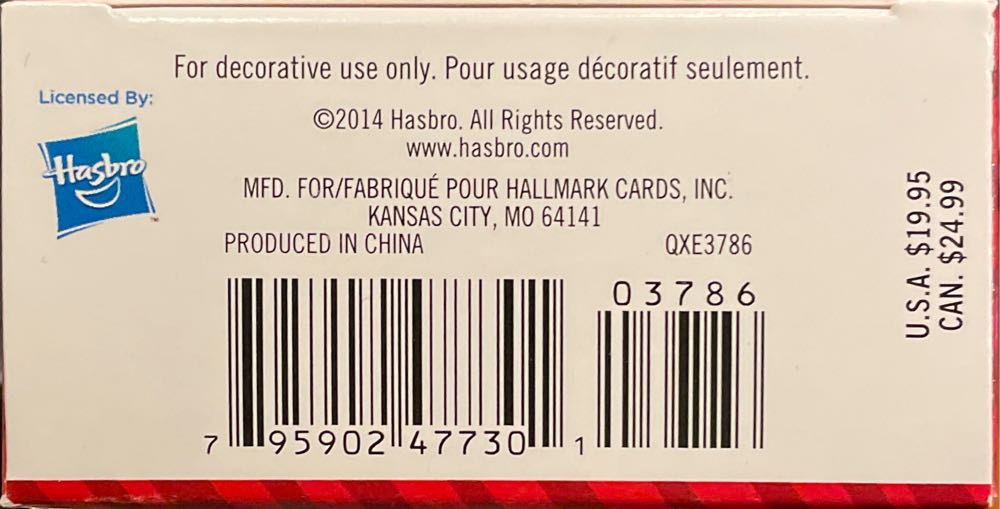 For decorative use only. Pour usage décoratif seulement.
Licensed By:
Hasbro
™
©2014 Hasbro. All Rights Reserved.
www.hasbro.com
MFD. FOR/FABRIQUÉ POUR HALLMARK CARDS, INC.
KANSAS CITY, MO 64141
PRODUCED IN CHINA QXE3786
03786
7 95902 47730 1
U.S.A. $19.95
CAN. $24.99